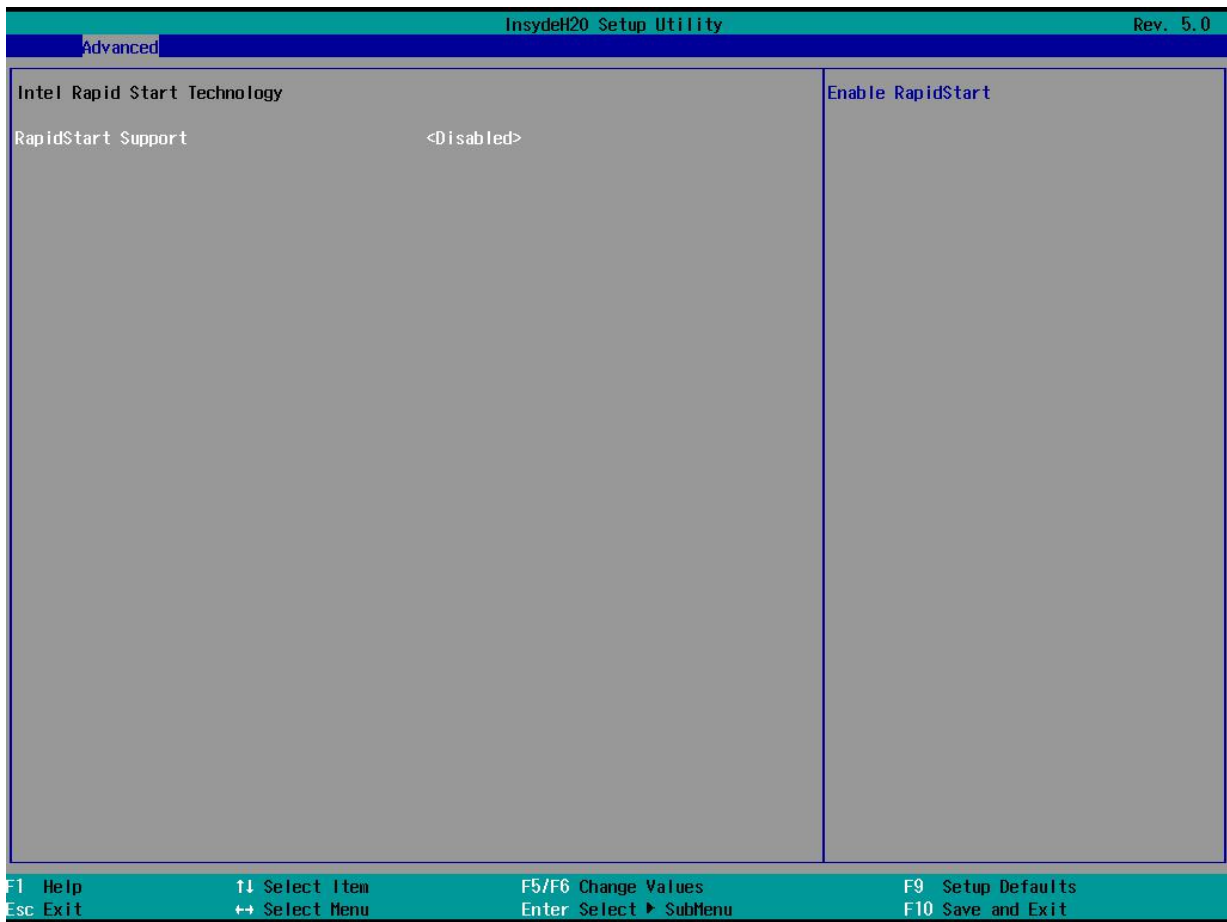 InsydeH20 Setup Utility Rev. 5.0
Advanced
Intel Rapid Start Technology
Enable RapidStart
RapidStart Support <Disabled>
F1 Help ↑↓ Select Item F5/F6 Change Values F9 Setup Defaults
Esc Exit ↔ Select Menu Enter Select ▶ SubMenu F10 Save and Exit